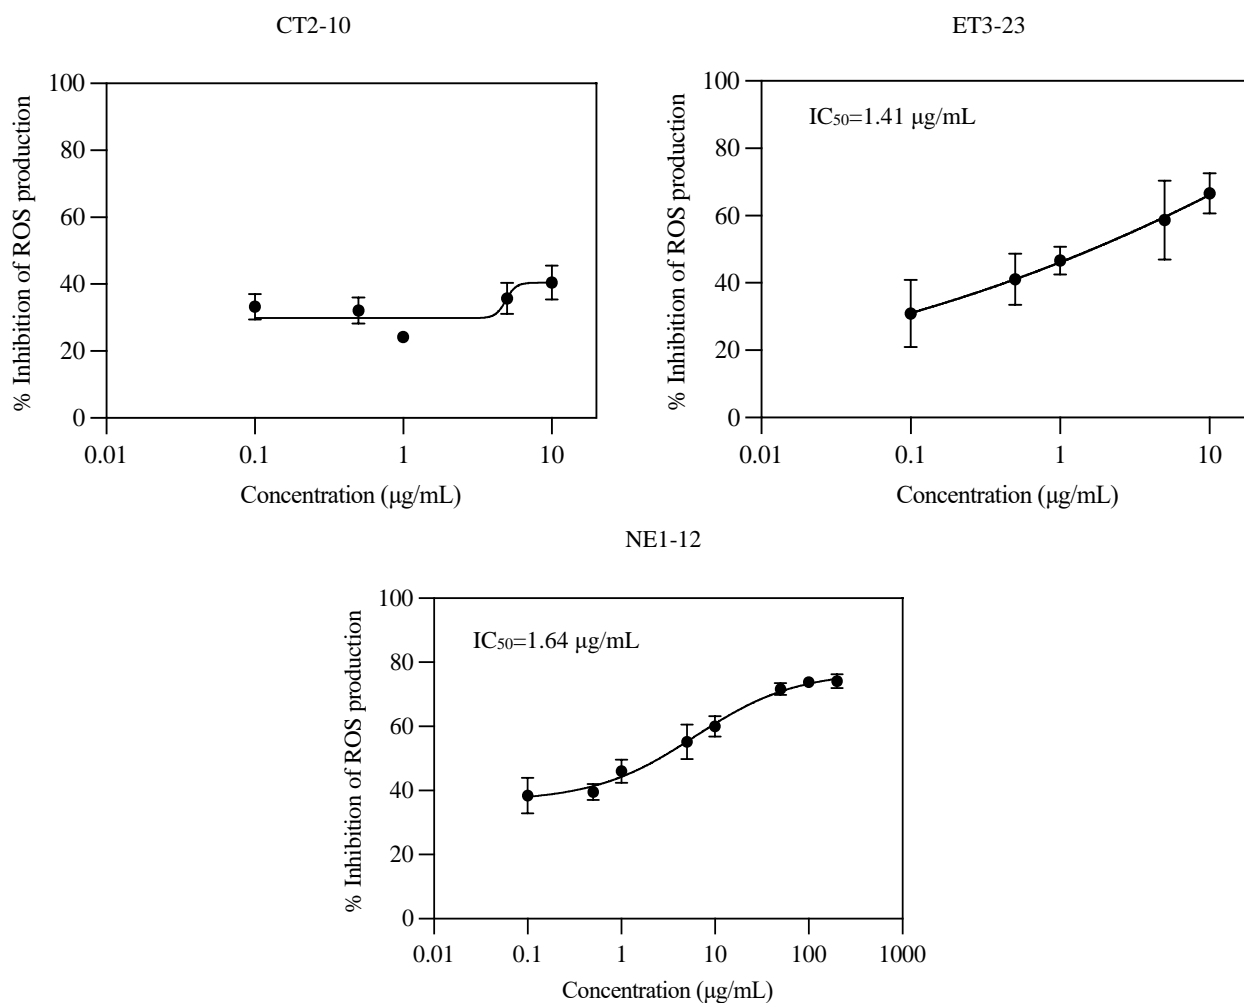 CT2-10
% Inhibition of ROS production
100
80
60
40
20
0
0.01 0.1 1 10
Concentration (μg/mL)
ET3-23
IC₅₀=1.41 μg/mL
% Inhibition of ROS production
100
80
60
40
20
0
0.01 0.1 1 10
Concentration (μg/mL)
NE1-12
IC₅₀=1.64 μg/mL
% Inhibition of ROS production
100
80
60
40
20
0
0.01 0.1 1 10 100 1000
Concentration (μg/mL)